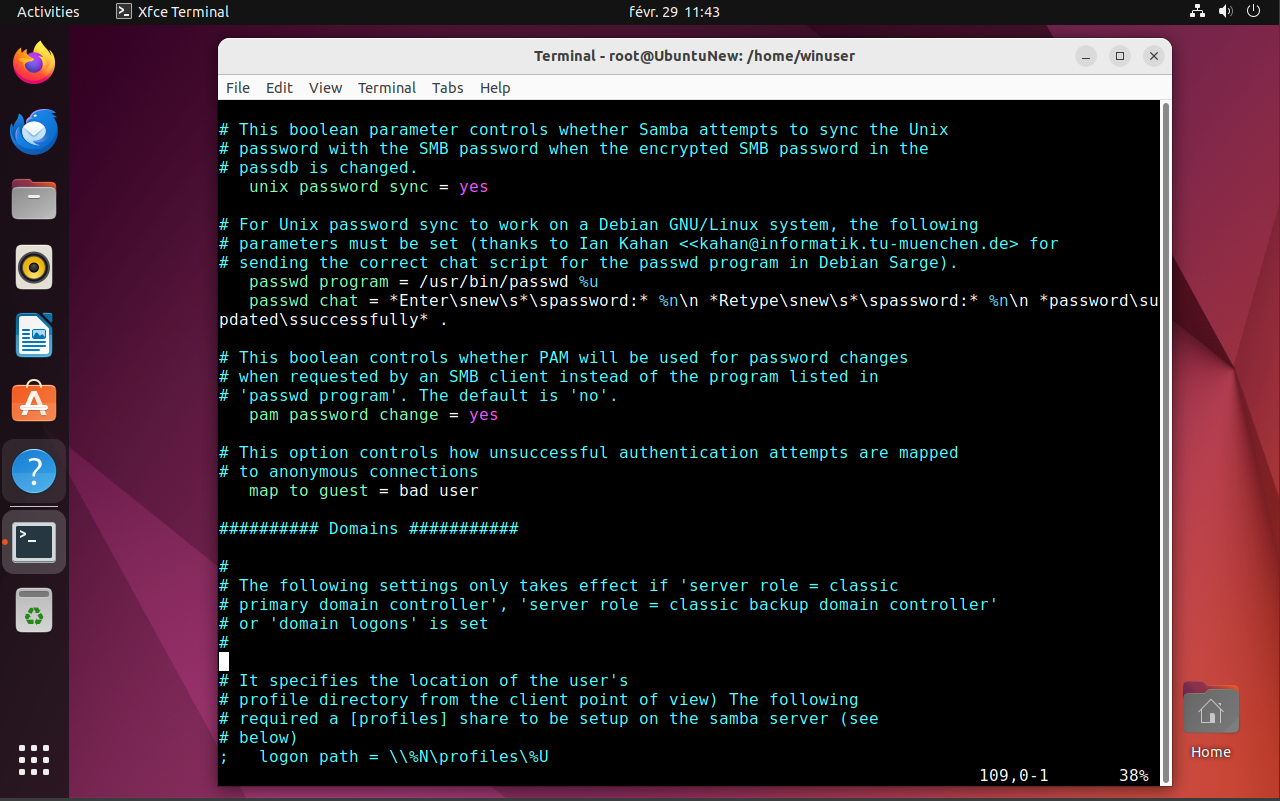 Activities
Xfce Terminal
févr. 29 11:43
Terminal - root@UbuntuNew: /home/winuser
File Edit View Terminal Tabs Help
# This boolean parameter controls whether Samba attempts to sync the Unix
# password with the SMB password when the encrypted SMB password in the
# passdb is changed.
   unix password sync = yes
# For Unix password sync to work on a Debian GNU/Linux system, the following
# parameters must be set (thanks to Ian Kahan <<kahan@informatik.tu-muenchen.de> for
# sending the correct chat script for the passwd program in Debian Sarge).
   passwd program = /usr/bin/passwd %u
   passwd chat = *Enter\snew\s*\spassword:* %n\n *Retype\snew\s*\spassword:* %n\n *password\su
pdated\ssuccessfully* .
# This boolean controls whether PAM will be used for password changes
# when requested by an SMB client instead of the program listed in
# 'passwd program'. The default is 'no'.
   pam password change = yes
# This option controls how unsuccessful authentication attempts are mapped
# to anonymous connections
   map to guest = bad user
########## Domains ###########
#
# The following settings only takes effect if 'server role = classic
# primary domain controller', 'server role = classic backup domain controller'
# or 'domain logons' is set
#
# It specifies the location of the user's
# profile directory from the client point of view) The following
# required a [profiles] share to be setup on the samba server (see
# below)
;   logon path = \\%N\profiles\%U
109,0-1 38%
Home